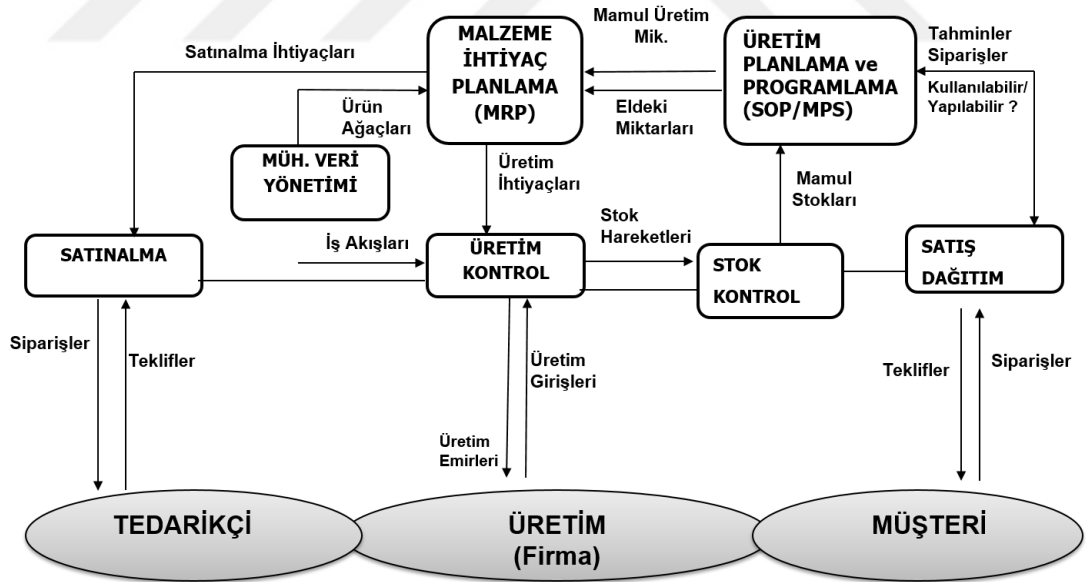 Mamul Üretim
Mik.
MALZEME
İHTİYAÇ
PLANLAMA
(MRP)
ÜRETİM
PLANLAMA ve
PROGRAMLAMA
(SOP/MPS)
Tahminler
Siparişler
Kullanılabilir/
Yapılabilir ?
Satınalma İhtiyaçları
Ürün
Ağaçları
Eldeki
Miktarları
MÜH. VERİ
YÖNETİMİ
Üretim
İhtiyaçları
Mamul
Stokları
Stok
Hareketleri
İş Akışları
SATINALMA
ÜRETİM
KONTROL
STOK
KONTROL
SATIŞ
DAĞITIM
Siparişler
Teklifler
Üretim
Girişleri
Teklifler
Siparişler
Üretim
Emirleri
TEDARİKÇİ
ÜRETİM
(Firma)
MÜŞTERİ